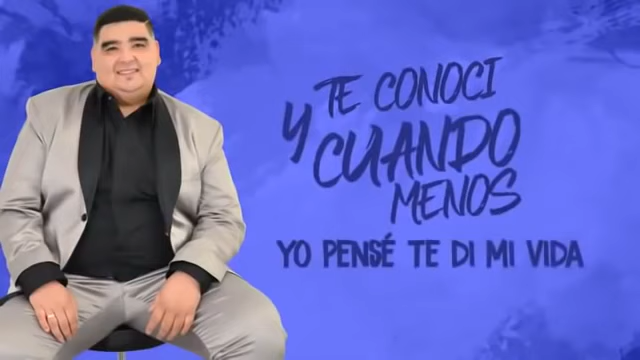 TE CONOCI
Y CUANDO
MENOS
YO PENSÉ TE DI MI VIDA